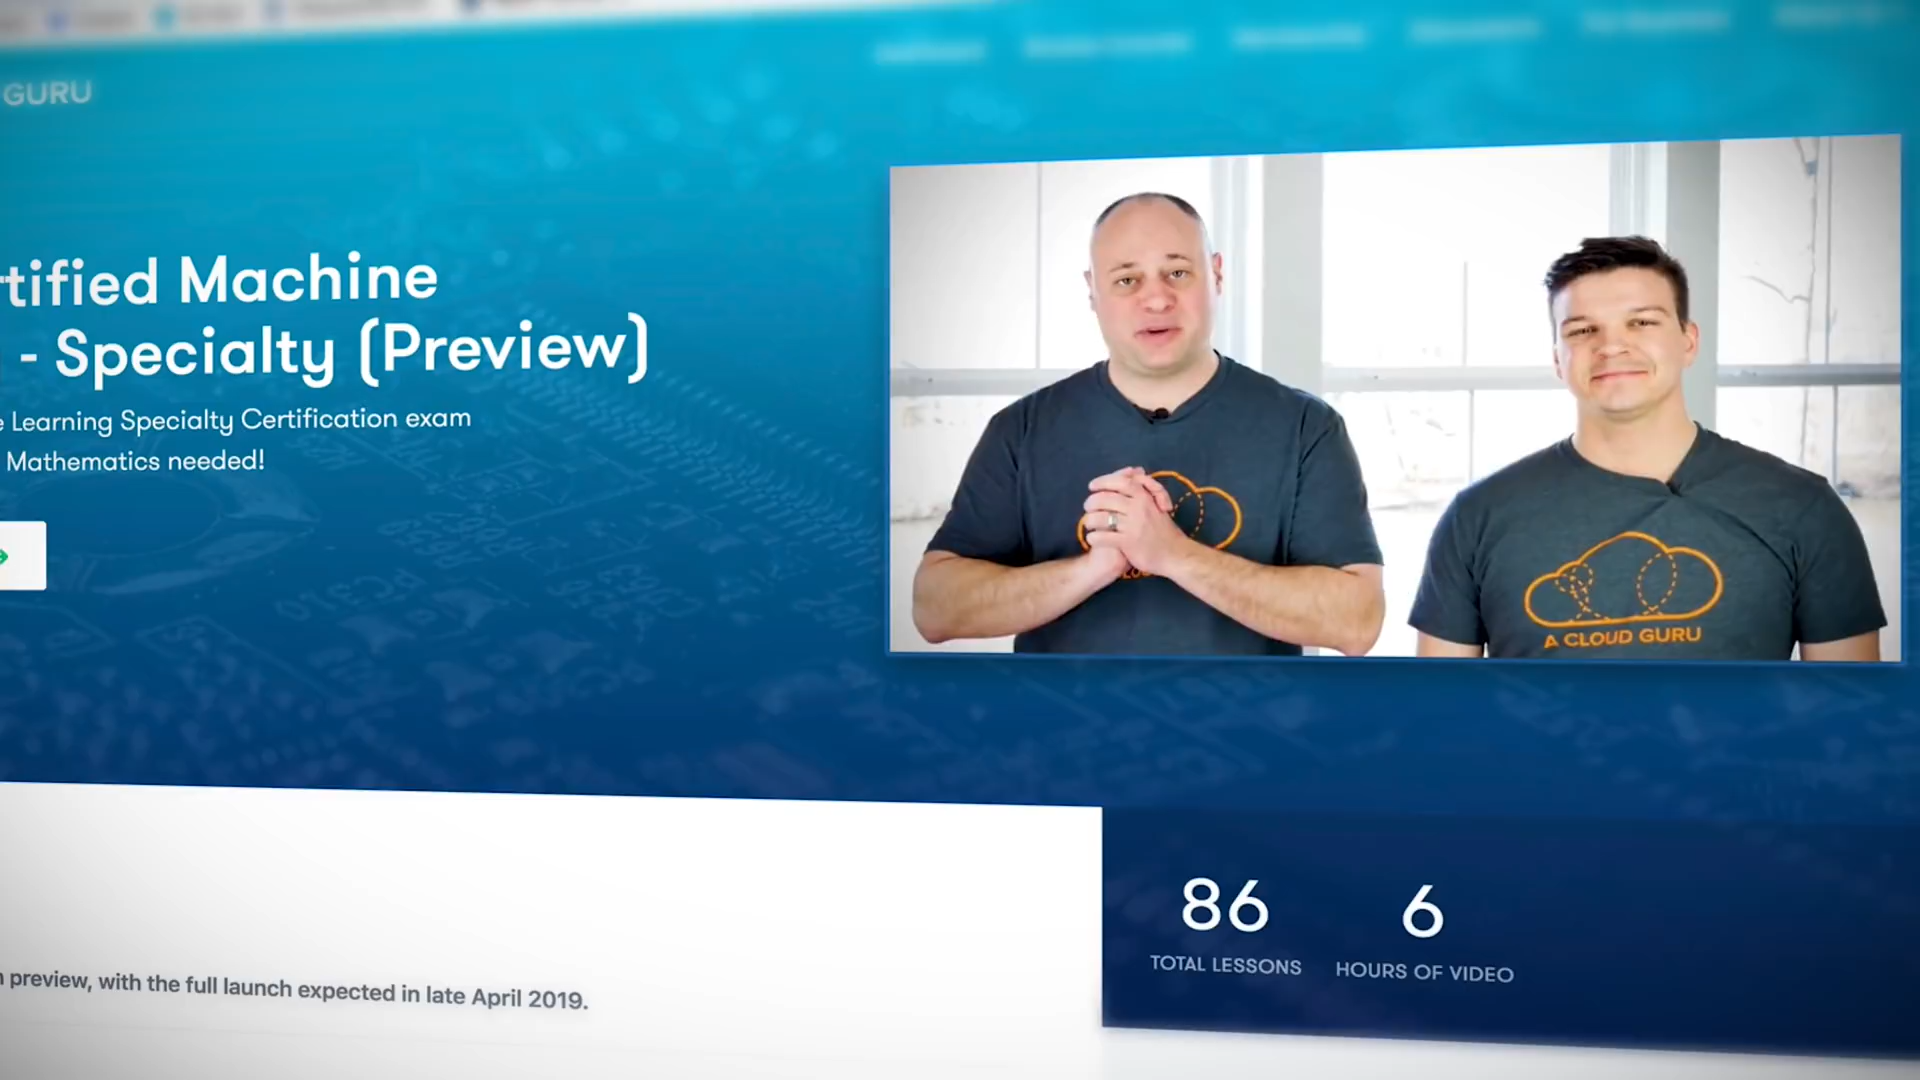 GURU
rtified Machine
- Specialty (Preview)
e Learning Specialty Certification exam
Mathematics needed!
A CLOUD GURU
86
TOTAL LESSONS
6
HOURS OF VIDEO
n preview, with the full launch expected in late April 2019.